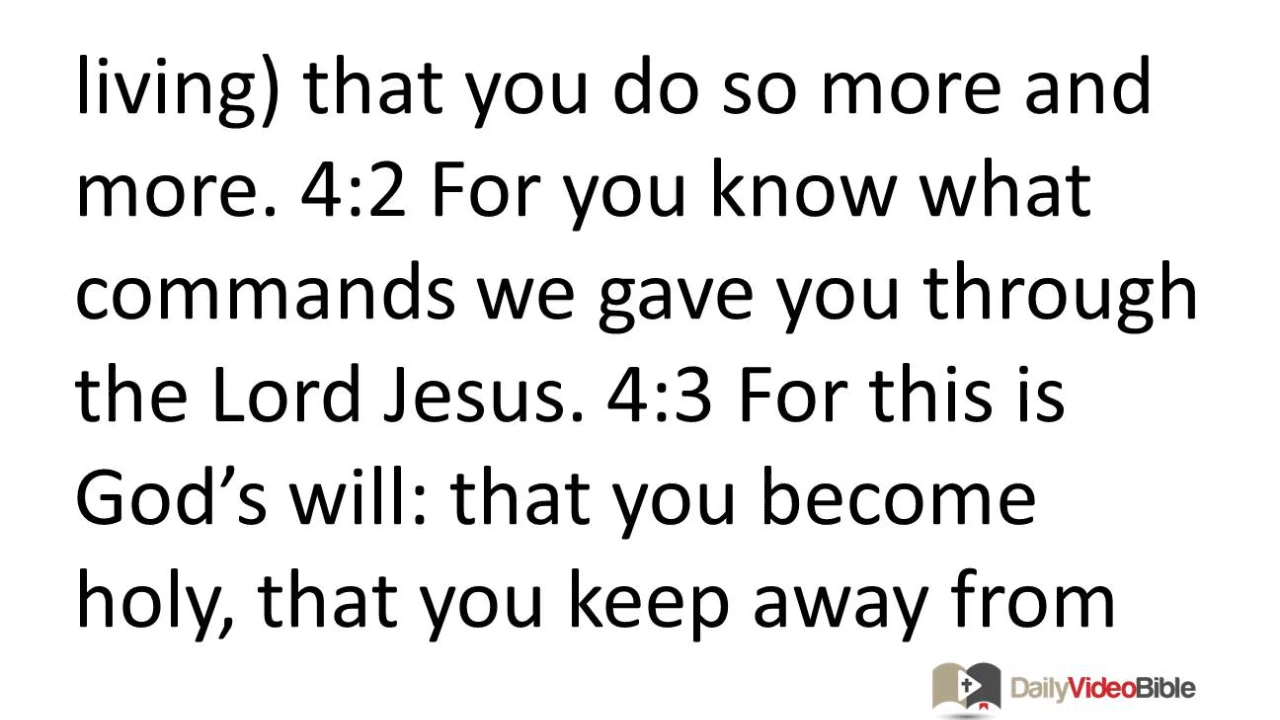 living) that you do so more and
more. 4:2 For you know what
commands we gave you through
the Lord Jesus. 4:3 For this is
God’s will: that you become
holy, that you keep away from
DailyVideoBible